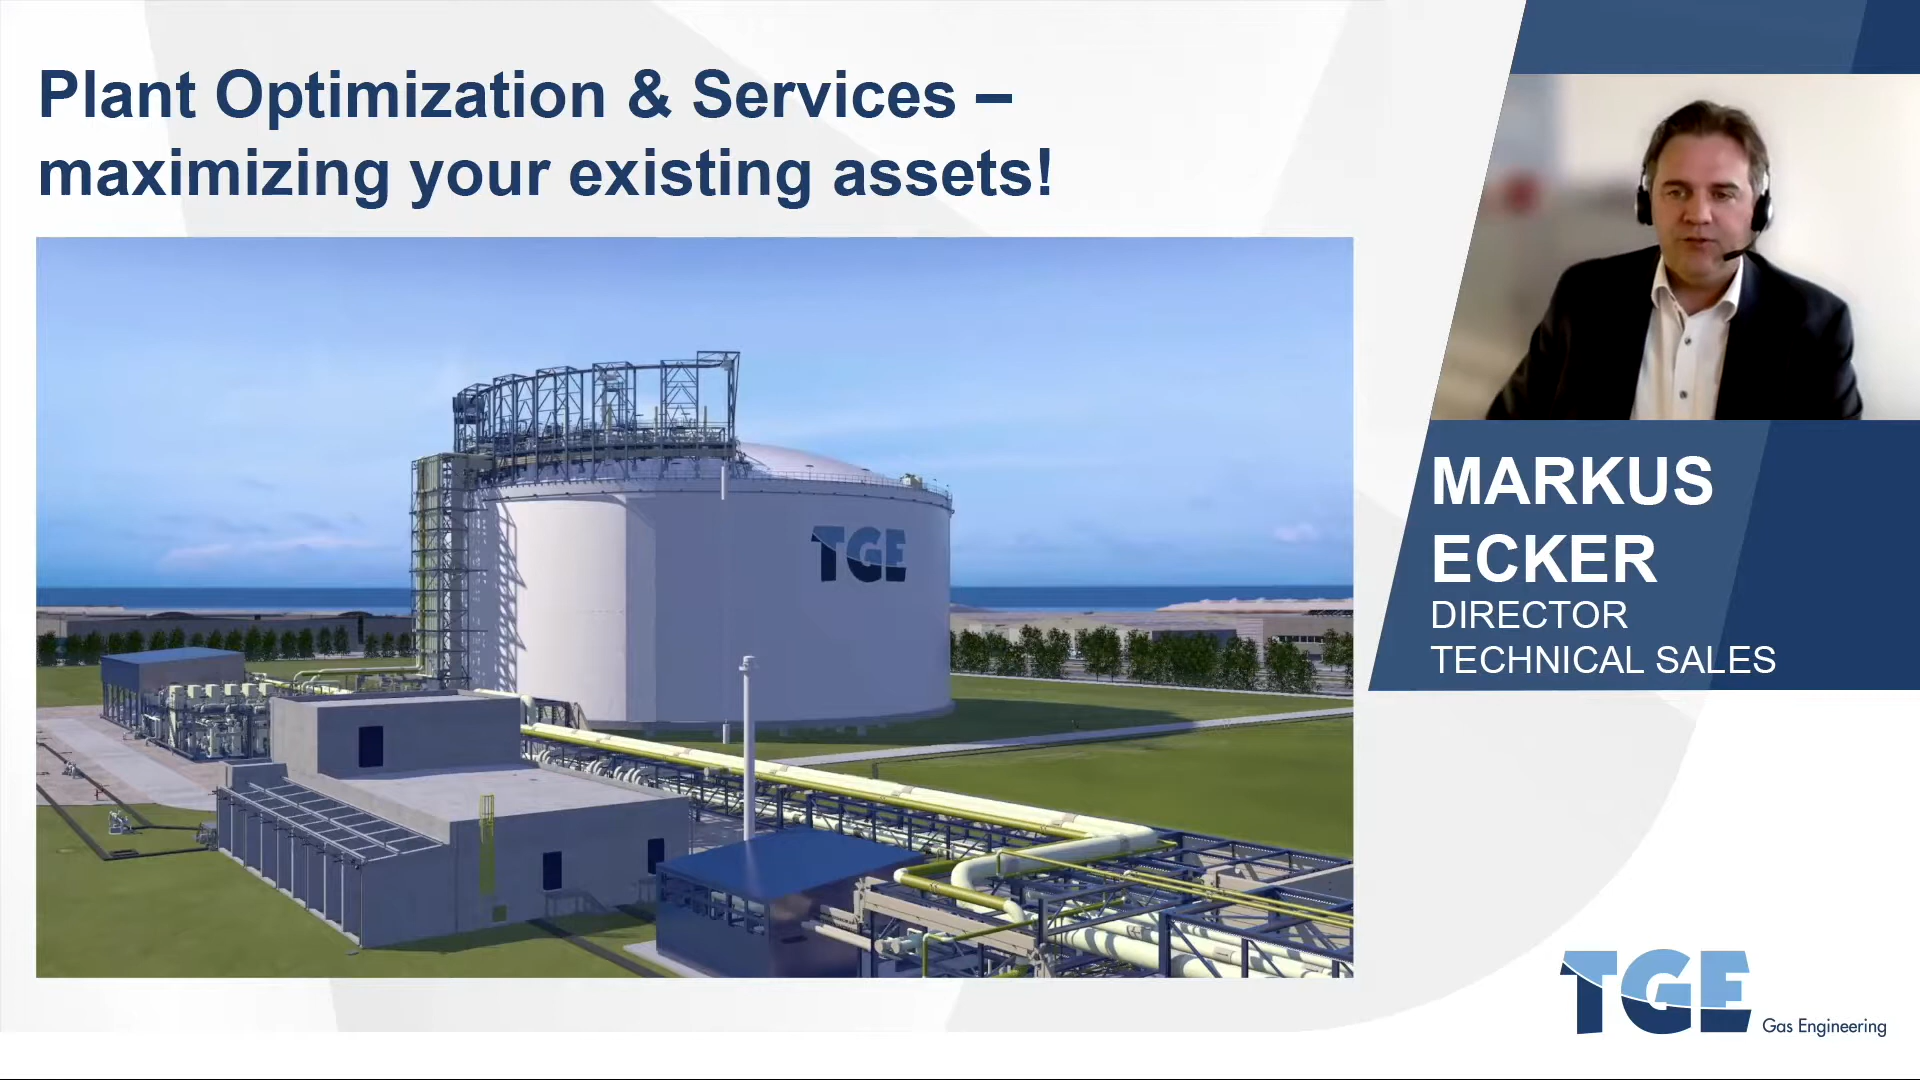 Plant Optimization & Services –
maximizing your existing assets!
TGE
MARKUS
ECKER
DIRECTOR
TECHNICAL SALES
TGE Gas Engineering